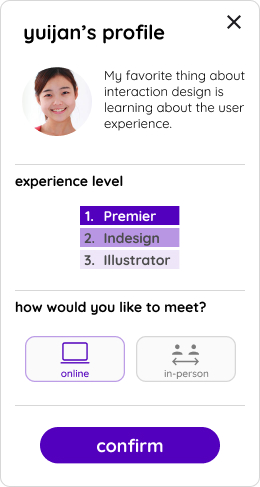 yuijan's profile
My favorite thing about
interaction design is
learning about the user
experience.
experience level
1. Premier
2. Indesign
3. Illustrator
how would you like to meet?
online
in-person
confirm